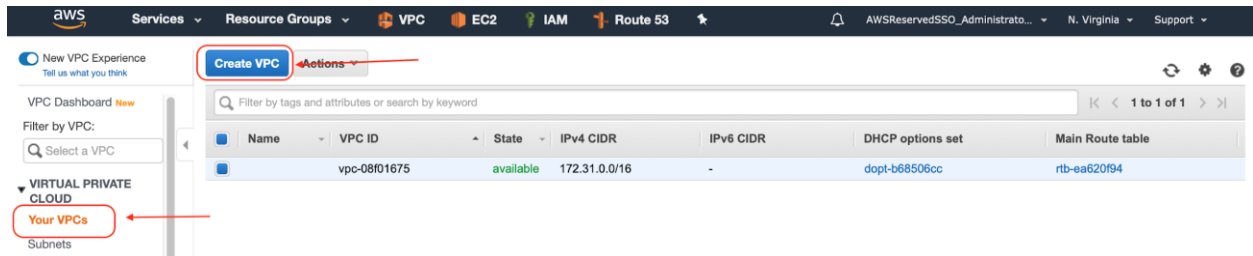 aws Services Resource Groups VPC EC2 IAM Route 53 AWSReservedSSO_Administrato... N. Virginia Support
New VPC Experience
Tell us what you think
Create VPC Actions
VPC Dashboard New
Filter by tags and attributes or search by keyword
1 to 1 of 1
Filter by VPC:
Select a VPC
Name VPC ID State IPv4 CIDR IPv6 CIDR DHCP options set Main Route table
vpc-08f01675 available 172.31.0.0/16 - dopt-b68506cc rtb-ea620f94
VIRTUAL PRIVATE
CLOUD
Your VPCs
Subnets